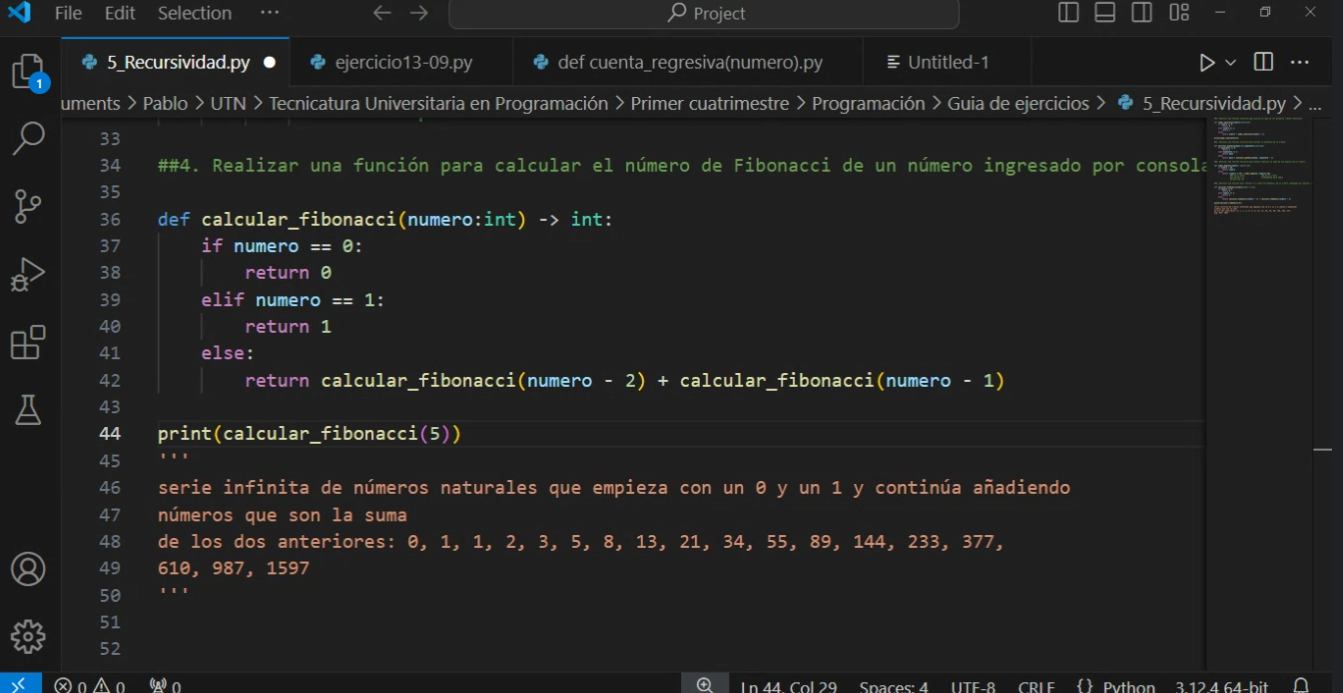 File Edit Selection ··· ← → Project
5_Recursividad.py ejercicio13-09.py def cuenta_regresiva(numero).py Untitled-1
uments > Pablo > UTN > Tecnicatura Universitaria en Programación > Primer cuatrimestre > Programación > Guia de ejercicios > 5_Recursividad.py > ...
1
33
34 ##4. Realizar una función para calcular el número de Fibonacci de un número ingresado por consola
35
36 def calcular_fibonacci(numero:int) -> int:
37 if numero == 0:
38 return 0
39 elif numero == 1:
40 return 1
41 else:
42 return calcular_fibonacci(numero - 2) + calcular_fibonacci(numero - 1)
43
44 print(calcular_fibonacci(5))
45 '''
46 serie infinita de números naturales que empieza con un 0 y un 1 y continúa añadiendo
47 números que son la suma
48 de los dos anteriores: 0, 1, 1, 2, 3, 5, 8, 13, 21, 34, 55, 89, 144, 233, 377,
49 610, 987, 1597
50 '''
51
52
0 0 0 Ln 44, Col 29 Spaces: 4 UTF-8 CRLF {} Python 3.12.4 64-bit